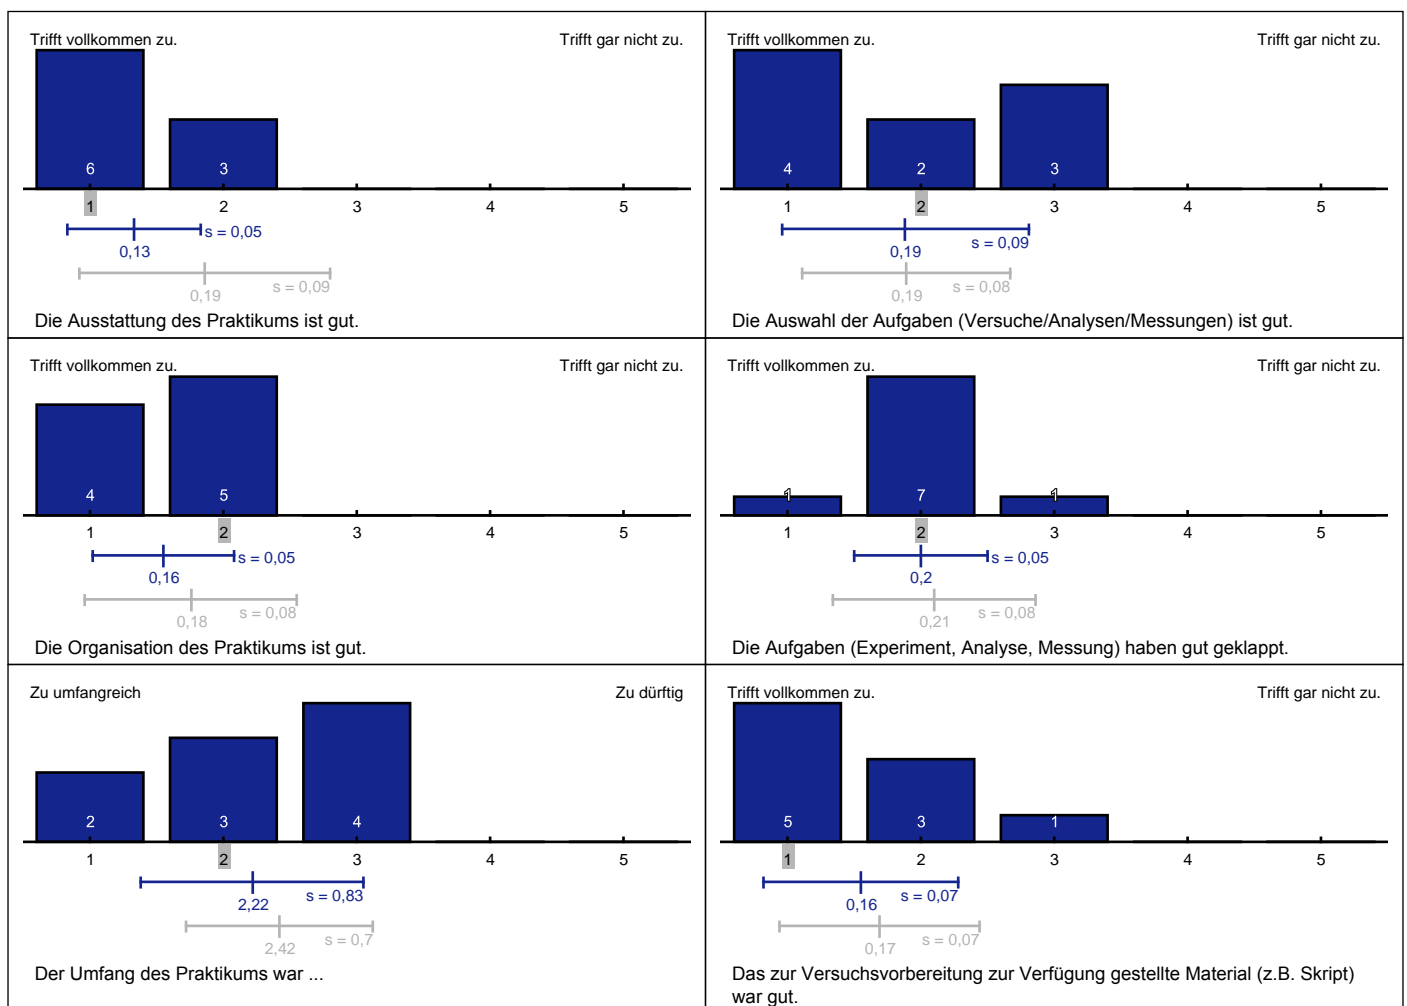 Trifft vollkommen zu. Trifft gar nicht zu.
6 3
1 2 3 4 5
s = 0,05
0,13
s = 0,09
0,19
Die Ausstattung des Praktikums ist gut.
Trifft vollkommen zu. Trifft gar nicht zu.
4 2 3
1 2 3 4 5
s = 0,09
0,19
s = 0,08
0,19
Die Auswahl der Aufgaben (Versuche/Analysen/Messungen) ist gut.
Trifft vollkommen zu. Trifft gar nicht zu.
4 5
1 2 3 4 5
s = 0,05
0,16
s = 0,08
0,18
Die Organisation des Praktikums ist gut.
Trifft vollkommen zu. Trifft gar nicht zu.
1 7 1
1 2 3 4 5
s = 0,05
0,2
s = 0,08
0,21
Die Aufgaben (Experiment, Analyse, Messung) haben gut geklappt.
Zu umfangreich Zu dürftig
2 3 4
1 2 3 4 5
s = 0,83
2,22
s = 0,7
2,42
Der Umfang des Praktikums war ...
Trifft vollkommen zu. Trifft gar nicht zu.
5 3 1
1 2 3 4 5
s = 0,07
0,16
s = 0,07
0,17
Das zur Versuchsvorbereitung zur Verfügung gestellte Material (z.B. Skript)
war gut.